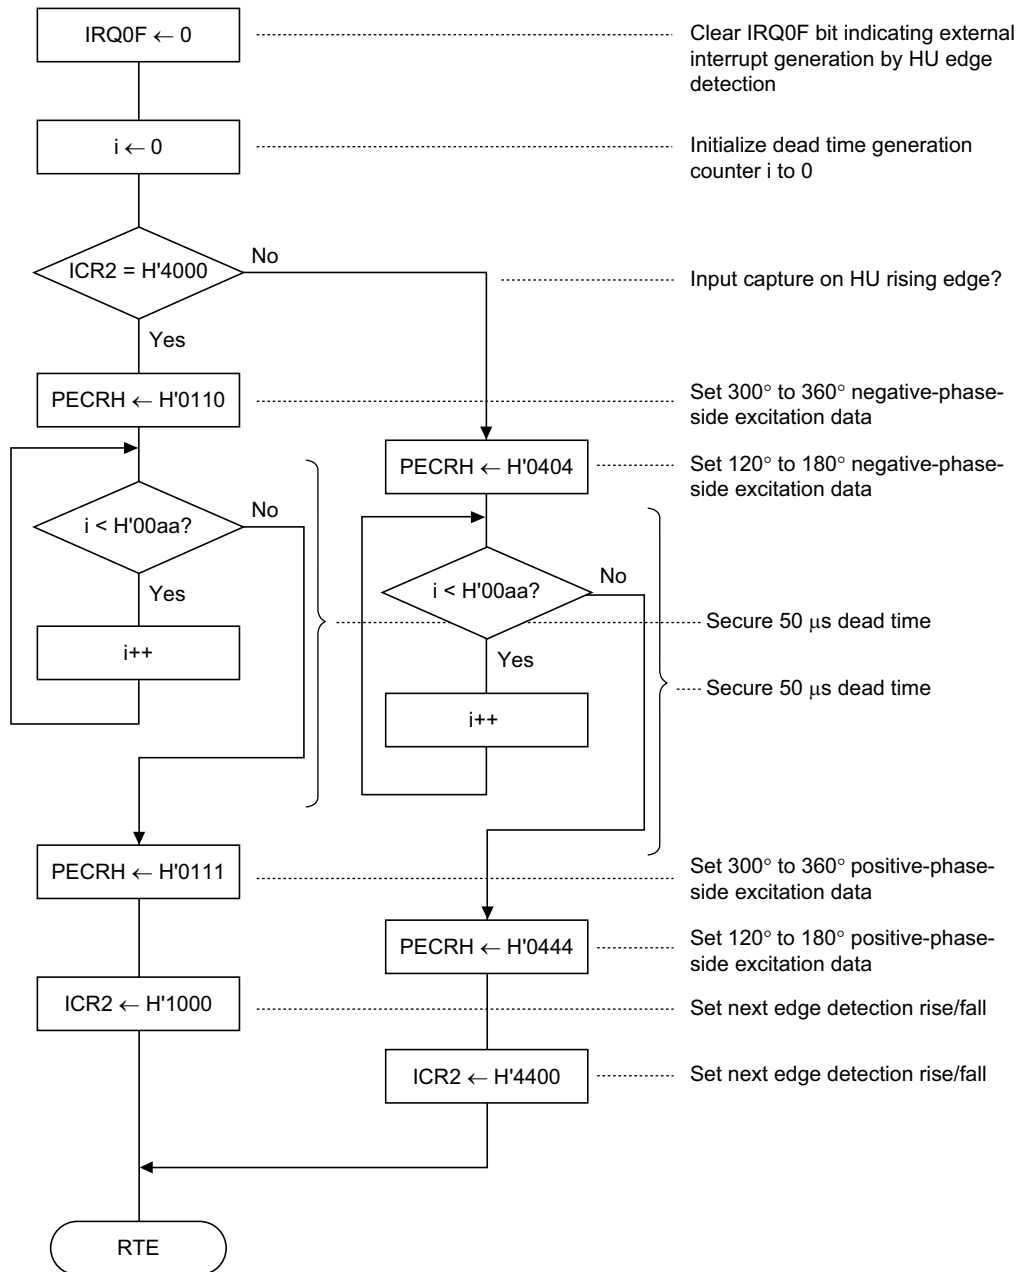 IRQ0F ← 0
Clear IRQ0F bit indicating external
interrupt generation by HU edge
detection
i ← 0
Initialize dead time generation
counter i to 0
ICR2 = H'4000
No
Input capture on HU rising edge?
Yes
PECRH ← H'0110
Set 300° to 360° negative-phase-
side excitation data
PECRH ← H'0404
Set 120° to 180° negative-phase-
side excitation data
i < H'00aa?
No
Yes
i++
i < H'00aa?
No
Yes
i++
Secure 50 μs dead time
Secure 50 μs dead time
PECRH ← H'0111
Set 300° to 360° positive-phase-
side excitation data
PECRH ← H'0444
Set 120° to 180° positive-phase-
side excitation data
ICR2 ← H'1000
Set next edge detection rise/fall
ICR2 ← H'4400
Set next edge detection rise/fall
RTE